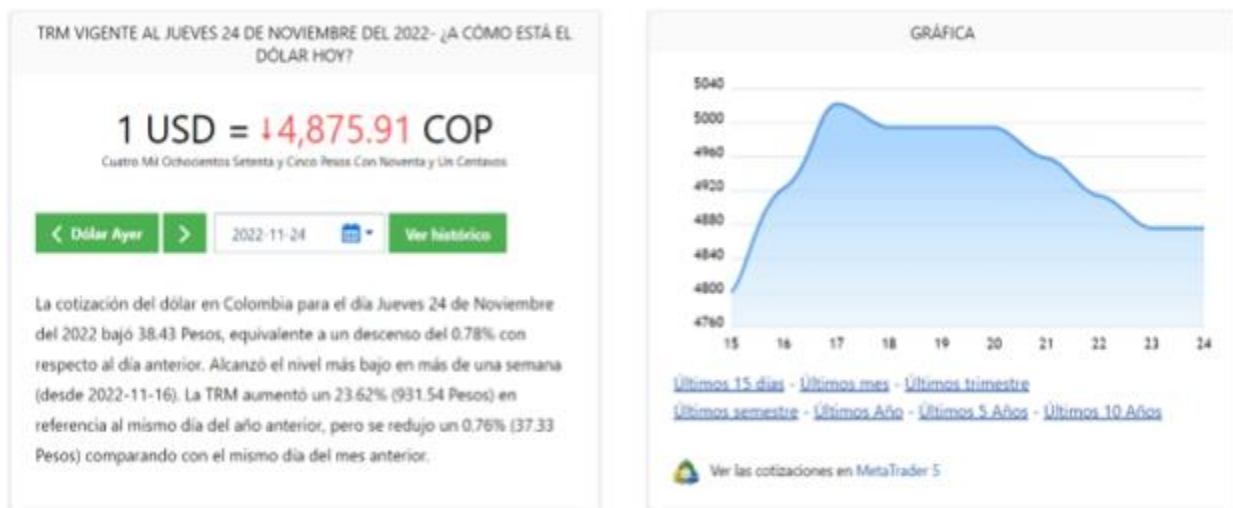 TRM VIGENTE AL JUEVES 24 DE NOVIEMBRE DEL 2022- ¿A CÓMO ESTÁ EL
DÓLAR HOY?
1 USD = ↓4,875.91 COP
Cuatro Mil Ochocientos Setenta y Cinco Pesos Con Noventa y Un Centavos
Dólar Ayer
2022-11-24
Ver histórico
La cotización del dólar en Colombia para el día Jueves 24 de Noviembre
del 2022 bajó 38.43 Pesos, equivalente a un descenso del 0.78% con
respecto al día anterior. Alcanzó el nivel más bajo en más de una semana
(desde 2022-11-16). La TRM aumentó un 23.62% (931.54 Pesos) en
referencia al mismo día del año anterior, pero se redujo un 0.76% (37.33
Pesos) comparando con el mismo día del mes anterior.
GRÁFICA
5040
5000
4960
4920
4880
4840
4800
4760
15 16 17 18 19 20 21 22 23 24
Últimos 15 días - Últimos mes - Últimos trimestre
Últimos semestre - Últimos Año - Últimos 5 Años - Últimos 10 Años
Ver las cotizaciones en MetaTrader 5